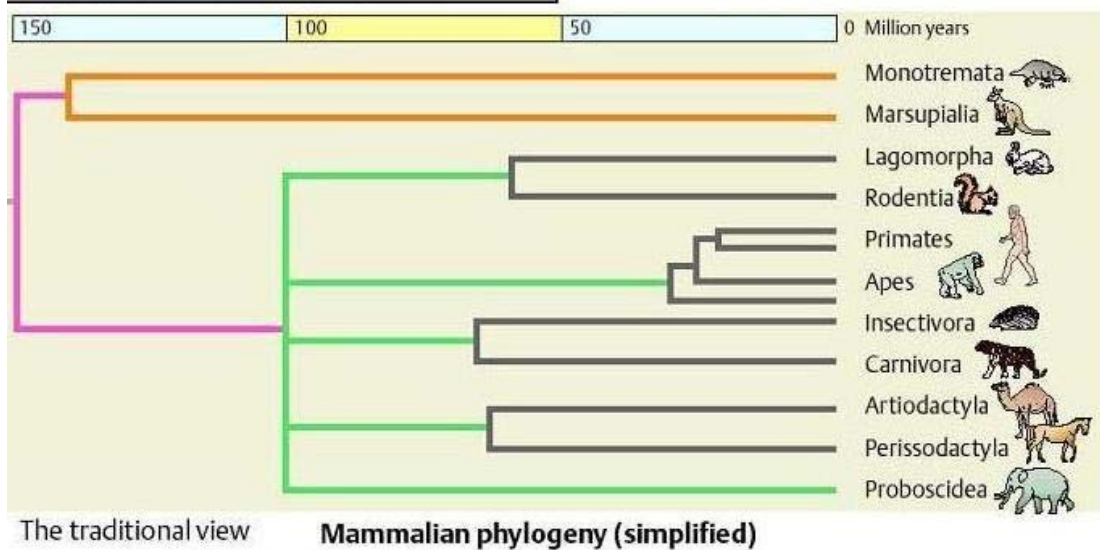 150 100 50 0 Million years
Monotremata
Marsupialia
Lagomorpha
Rodentia
Primates
Apes
Insectivora
Carnivora
Artiodactyla
Perissodactyla
Proboscidea
The traditional view Mammalian phylogeny (simplified)